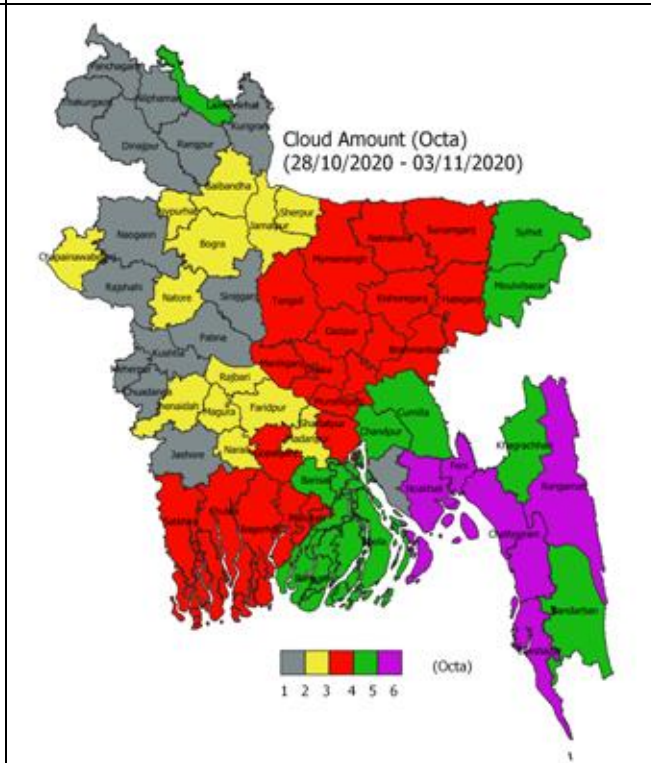 Panchagarh
Thakurgaon
Nilphamari
Lalmonirhat
Kurigram
Dinajpur
Rangpur
Cloud Amount (Octa)
(28/10/2020 - 03/11/2020)
Gaibandha
Joypurhat
Sherpur
Jamalpur
Naogaon
Bogra
Mymensingh
Netrakona
Sunamganj
Sylhet
Chapainawabganj
Rajshahi
Natore
Sirajganj
Tangail
Kishoreganj
Habiganj
Moulvibazar
Pabna
Gazipur
Kushtia
Meherpur
Chuadanga
Rajbari
Manikganj
Dhaka
Jhenaidah
Magura
Faridpur
Cumilla
Shariatpur
Chandpur
Madaripur
Khagrachhari
Jashore
Narail
Gopalganj
Feni
Noakhali
Rangamati
Barisal
Satkhira
Khulna
Bagerhat
Bhola
Chattogram
Bandarban
1 2 3 4 5 6
(Octa)